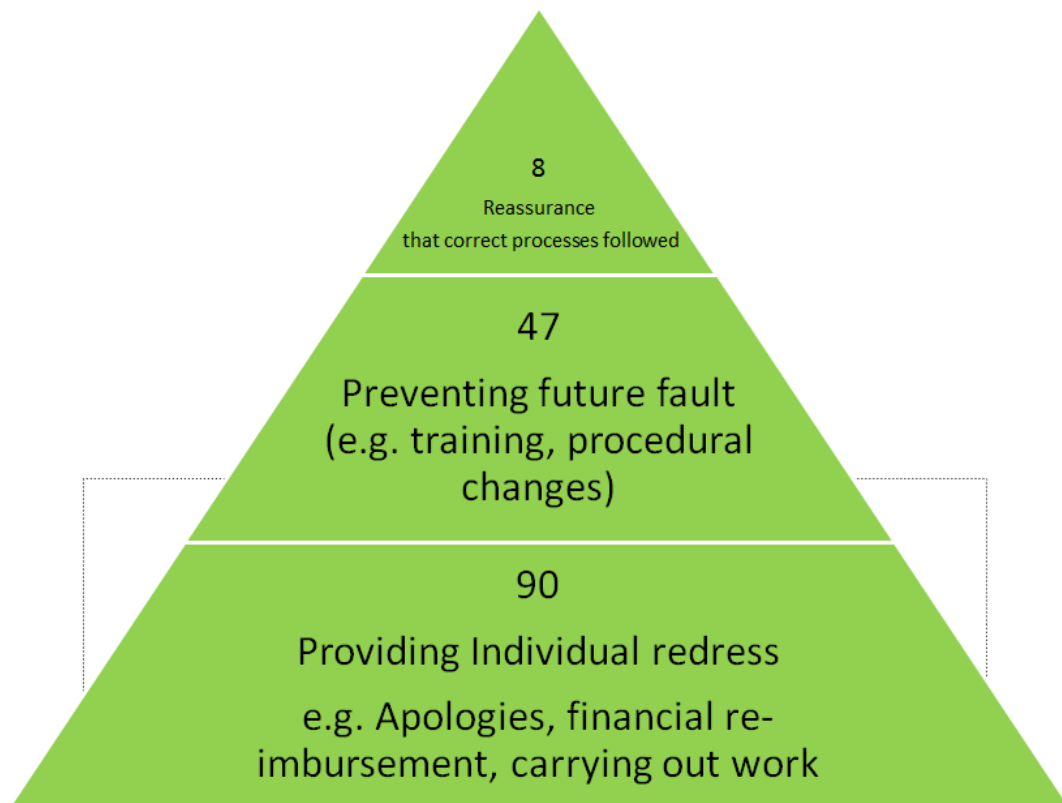 8
Reassurance
that correct processes followed
47
Preventing future fault
(e.g. training, procedural
changes)
90
Providing Individual redress
e.g. Apologies, financial re-
imbursement, carrying out work